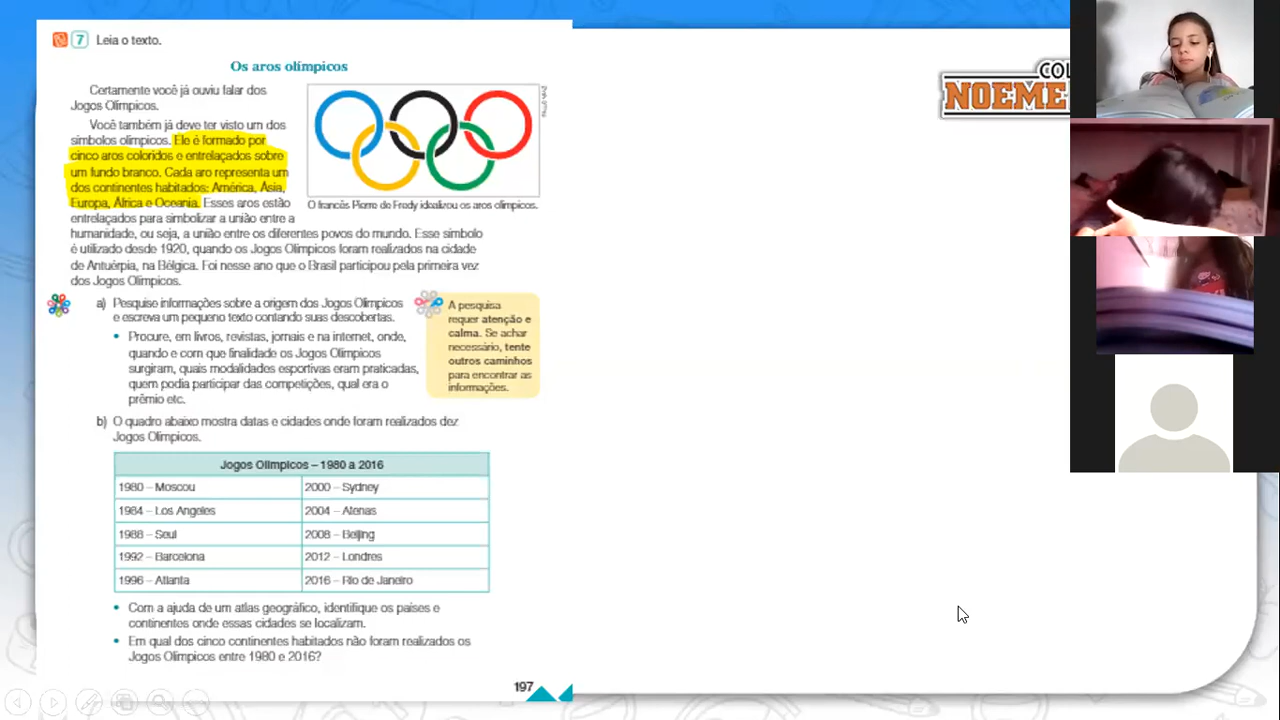 7 Leia o texto.
Os aros olímpicos
Certamente você já ouviu falar dos
Jogos Olímpicos.
Você também já deve ter visto um dos
símbolos olímpicos. Ele é formado por
cinco aros coloridos e entrelaçados sobre
um fundo branco. Cada aro representa um
dos continentes habitados: América, Ásia,
Europa, África e Oceania. Esses aros estão
entrelaçados para simbolizar a união entre a
humanidade, ou seja, a união entre os diferentes povos do mundo. Esse símbolo
é utilizado desde 1920, quando os Jogos Olímpicos foram realizados na cidade
de Antuérpia, na Bélgica. Foi nesse ano que o Brasil participou pela primeira vez
dos Jogos Olímpicos.
O francês Pierre de Fredy idealizou os aros olímpicos.
a) Pesquise informações sobre a origem dos Jogos Olímpicos
e escreva um pequeno texto contando suas descobertas.
• Procure, em livros, revistas, jornais e na internet, onde,
quando e com que finalidade os Jogos Olímpicos
surgiram, quais modalidades esportivas eram praticadas,
quem podia participar das competições, qual era o
prêmio etc.
A pesquisa
requer atenção e
calma. Se achar
necessário, tente
outros caminhos
para encontrar as
informações.
b) O quadro abaixo mostra datas e cidades onde foram realizados dez
Jogos Olímpicos.
Jogos Olímpicos – 1980 a 2016
1980 – Moscou 2000 – Sydney
1984 – Los Angeles 2004 – Atenas
1988 – Seul 2008 – Beijing
1992 – Barcelona 2012 – Londres
1996 – Atlanta 2016 – Rio de Janeiro
• Com a ajuda de um atlas geográfico, identifique os países e
continentes onde essas cidades se localizam.
• Em qual dos cinco continentes habitados não foram realizados os
Jogos Olímpicos entre 1980 e 2016?
197
COL
NOEME